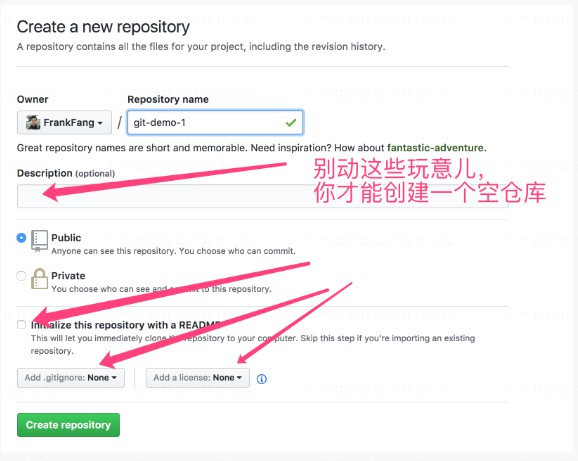 Create a new repository
A repository contains all the files for your project, including the revision history.
Owner Repository name
FrankFang / git-demo-1
Great repository names are short and memorable. Need inspiration? How about fantastic-adventure.
Description (optional)
别动这些玩意儿,
你才能创建一个空仓库
Public
Anyone can see this repository. You choose who can commit.
Private
You choose who can see and commit to this repository.
Initialize this repository with a README
This will let you immediately clone the repository to your computer. Skip this step if you're importing an existing
repository.
Add .gitignore: None Add a license: None
Create repository